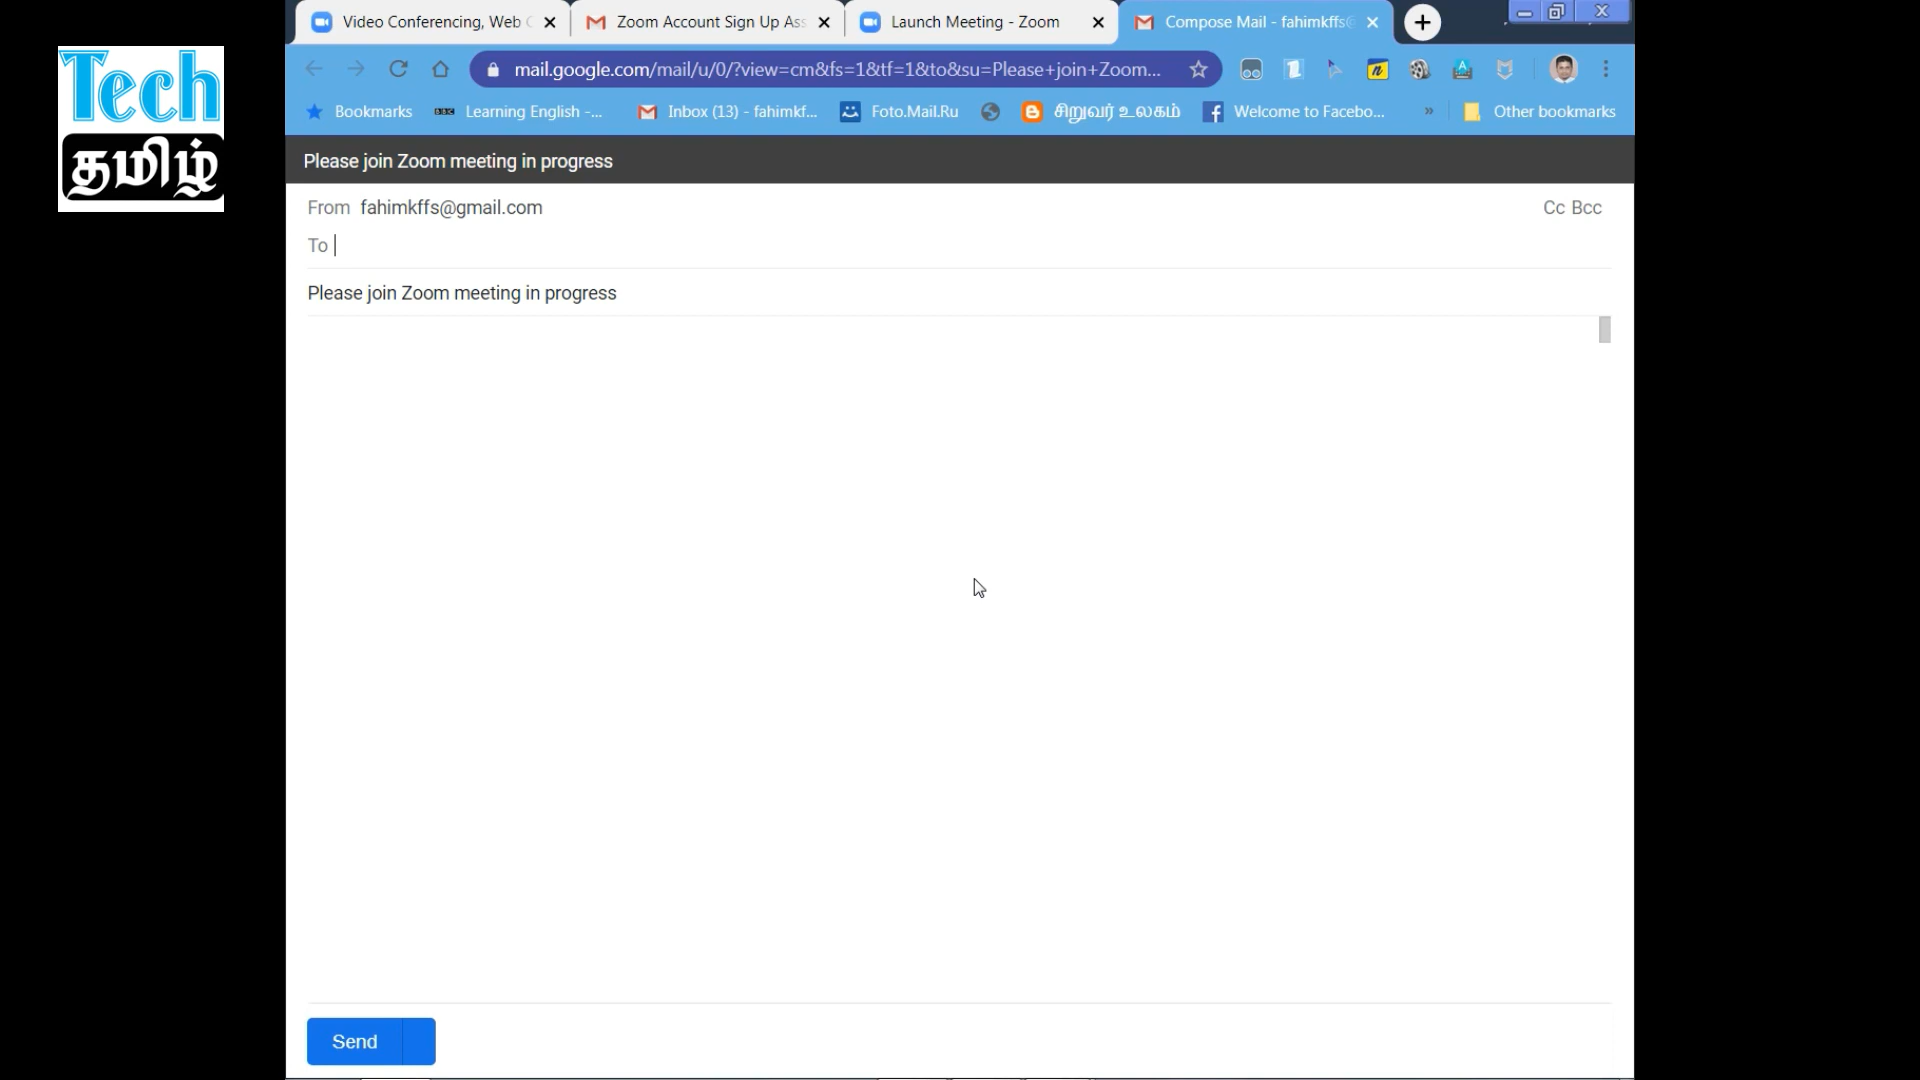 Tech
தமிழ்
Video Conferencing, Web
Zoom Account Sign Up Ass
Launch Meeting - Zoom
Compose Mail - fahimkffs@
mail.google.com/mail/u/0/?view=cm&fs=1&tf=1&to&su=Please+join+Zoom...
Bookmarks
BBC
Learning English -...
Inbox (13) - fahimkf...
Foto.Mail.Ru
சிறுவர் உலகம்
Welcome to Facebo...
»
Other bookmarks
Please join Zoom meeting in progress
From fahimkffs@gmail.com
Cc Bcc
To
Please join Zoom meeting in progress
Send